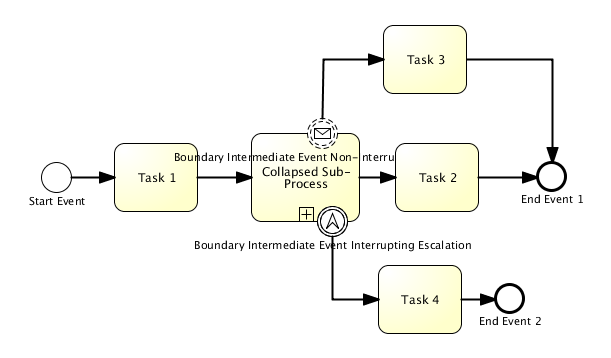 Task 3
Boundary Intermediate Event Non-Interru
Task 1
Collapsed Sub-
Process
Task 2
Start Event
End Event 1
Boundary Intermediate Event Interrupting Escalation
Task 4
End Event 2